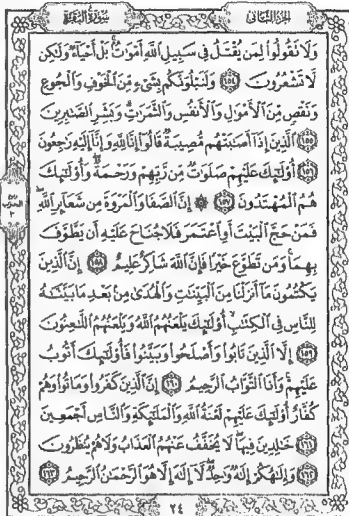 الجزء الثاني
سورة البقرة
وَلَا تَقُولُوا لِمَن يُقْتَلُ فِي سَبِيلِ اللَّهِ أَمْوَاتٌ بَلْ أَحْيَاءٌ وَلَٰكِن
لَّا تَشْعُرُونَ ١٥٤ وَلَنَبْلُوَنَّكُم بِشَيْءٍ مِّنَ الْخَوْفِ وَالْجُوعِ
وَنَقْصٍ مِّنَ الْأَمْوَالِ وَالْأَنفُسِ وَالثَّمَرَاتِ وَبَشِّرِ الصَّابِرِينَ
١٥٥ الَّذِينَ إِذَا أَصَابَتْهُم مُّصِيبَةٌ قَالُوا إِنَّا لِلَّهِ وَإِنَّا إِلَيْهِ رَاجِعُونَ
١٥٦ أُولَٰئِكَ عَلَيْهِمْ صَلَوَاتٌ مِّن رَّبِّهِمْ وَرَحْمَةٌ وَأُولَٰئِكَ
هُمُ الْمُهْتَدُونَ ١٥٧ ۞ إِنَّ الصَّفَا وَالْمَرْوَةَ مِن شَعَائِرِ اللَّهِ
فَمَنْ حَجَّ الْبَيْتَ أَوِ اعْتَمَرَ فَلَا جُنَاحَ عَلَيْهِ أَن يَطَّوَّفَ
بِهِمَا وَمَن تَطَوَّعَ خَيْرًا فَإِنَّ اللَّهَ شَاكِرٌ عَلِيمٌ ١٥٨ إِنَّ الَّذِينَ
يَكْتُمُونَ مَا أَنزَلْنَا مِنَ الْبَيِّنَاتِ وَالْهُدَىٰ مِن بَعْدِ مَا بَيَّنَّاهُ
لِلنَّاسِ فِي الْكِتَابِ أُولَٰئِكَ يَلْعَنُهُمُ اللَّهُ وَيَلْعَنُهُمُ اللَّاعِنُونَ
١٥٩ إِلَّا الَّذِينَ تَابُوا وَأَصْلَحُوا وَبَيَّنُوا فَأُولَٰئِكَ أَتُوبُ
عَلَيْهِمْ وَأَنَا التَّوَّابُ الرَّحِيمُ ١٦٠ إِنَّ الَّذِينَ كَفَرُوا وَمَاتُوا وَهُمْ
كُفَّارٌ أُولَٰئِكَ عَلَيْهِمْ لَعْنَةُ اللَّهِ وَالْمَلَائِكَةِ وَالنَّاسِ أَجْمَعِينَ
١٦١ خَالِدِينَ فِيهَا لَا يُخَفَّفُ عَنْهُمُ الْعَذَابُ وَلَا هُمْ يُنظَرُونَ
١٦٢ وَإِلَٰهُكُمْ إِلَٰهٌ وَاحِدٌ لَّا إِلَٰهَ إِلَّا هُوَ الرَّحْمَٰنُ الرَّحِيمُ ١٦٣
٢٤